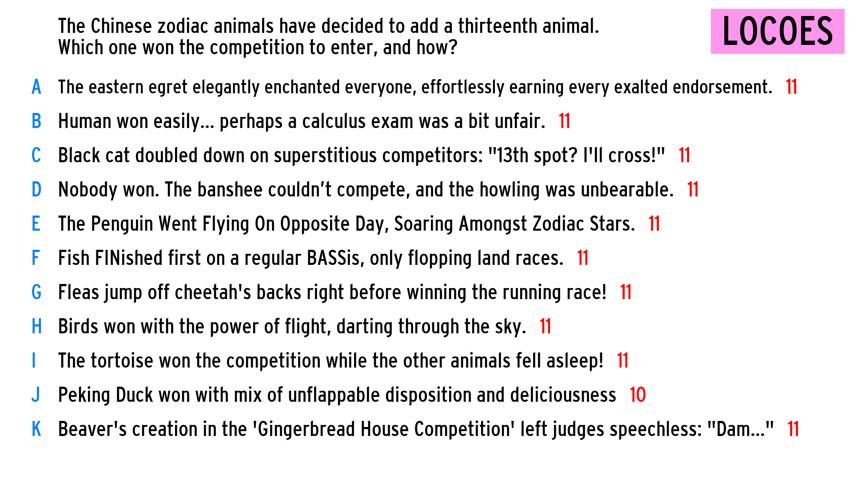 The Chinese zodiac animals have decided to add a thirteenth animal.
Which one won the competition to enter, and how?
LOCOES
A The eastern egret elegantly enchanted everyone, effortlessly earning every exalted endorsement. 11
B Human won easily... perhaps a calculus exam was a bit unfair. 11
C Black cat doubled down on superstitious competitors: "13th spot? I'll cross!" 11
D Nobody won. The banshee couldn't compete, and the howling was unbearable. 11
E The Penguin Went Flying On Opposite Day, Soaring Amongst Zodiac Stars. 11
F Fish FINished first on a regular BASSis, only flopping land races. 11
G Fleas jump off cheetah's backs right before winning the running race! 11
H Birds won with the power of flight, darting through the sky. 11
I The tortoise won the competition while the other animals fell asleep! 11
J Peking Duck won with mix of unflappable disposition and deliciousness 10
K Beaver's creation in the 'Gingerbread House Competition' left judges speechless: "Dam..." 11